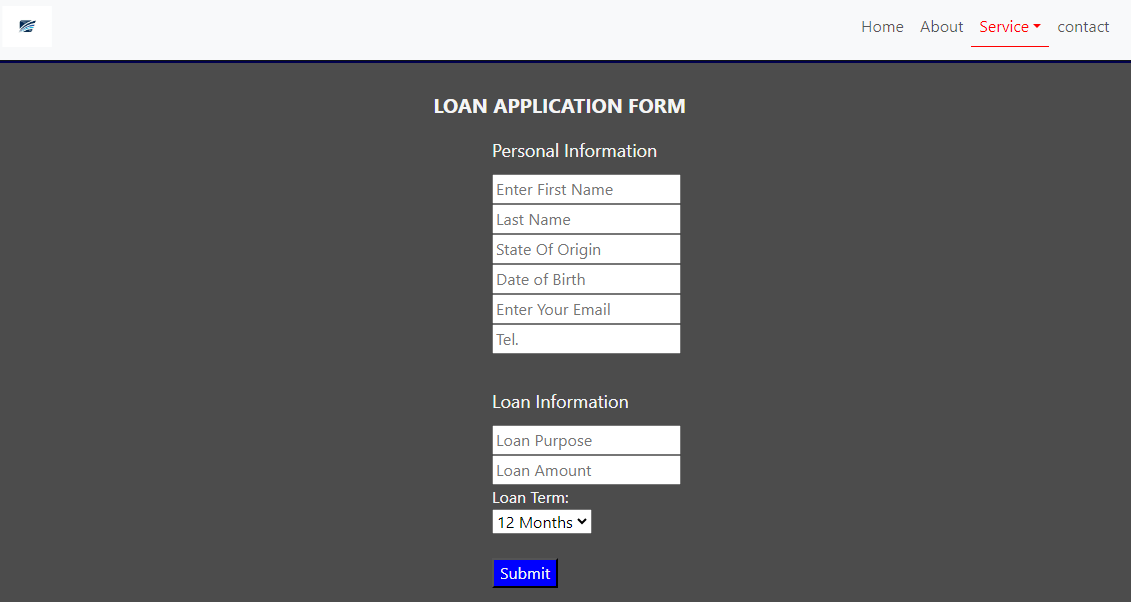 Home About Service contact
LOAN APPLICATION FORM
Personal Information
Enter First Name
Last Name
State Of Origin
Date of Birth
Enter Your Email
Tel.
Loan Information
Loan Purpose
Loan Amount
Loan Term:
12 Months
Submit